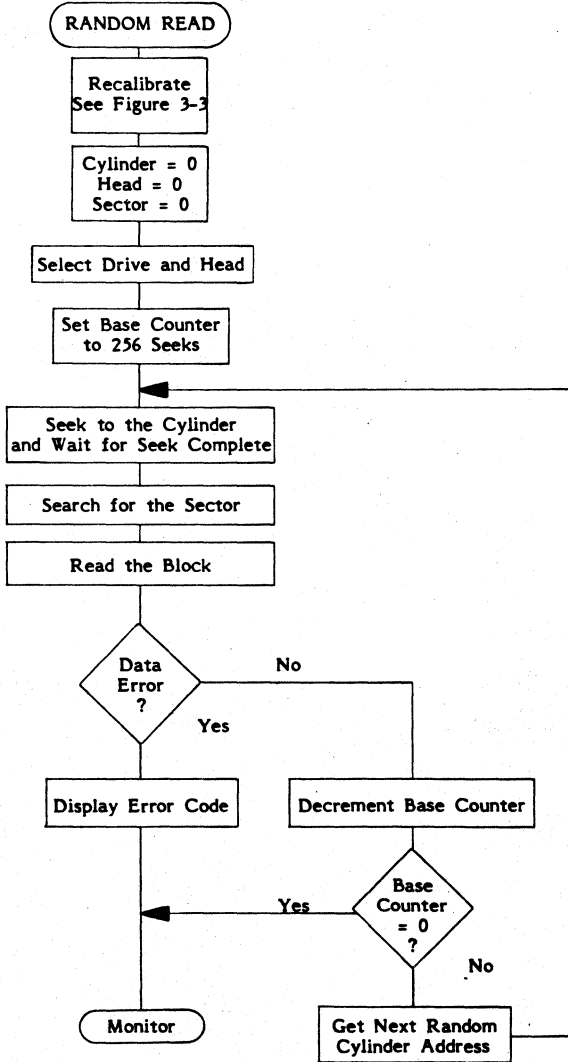 RANDOM READ
Recalibrate
See Figure 3-3
Cylinder = 0
Head = 0
Sector = 0
Select Drive and Head
Set Base Counter
to 256 Seeks
Seek to the Cylinder
and Wait for Seek Complete
Search for the Sector
Read the Block
Data
Error
?
No
Yes
Display Error Code
Decrement Base Counter
Base
Counter
= 0
?
Yes
No
Monitor
Get Next Random
Cylinder Address